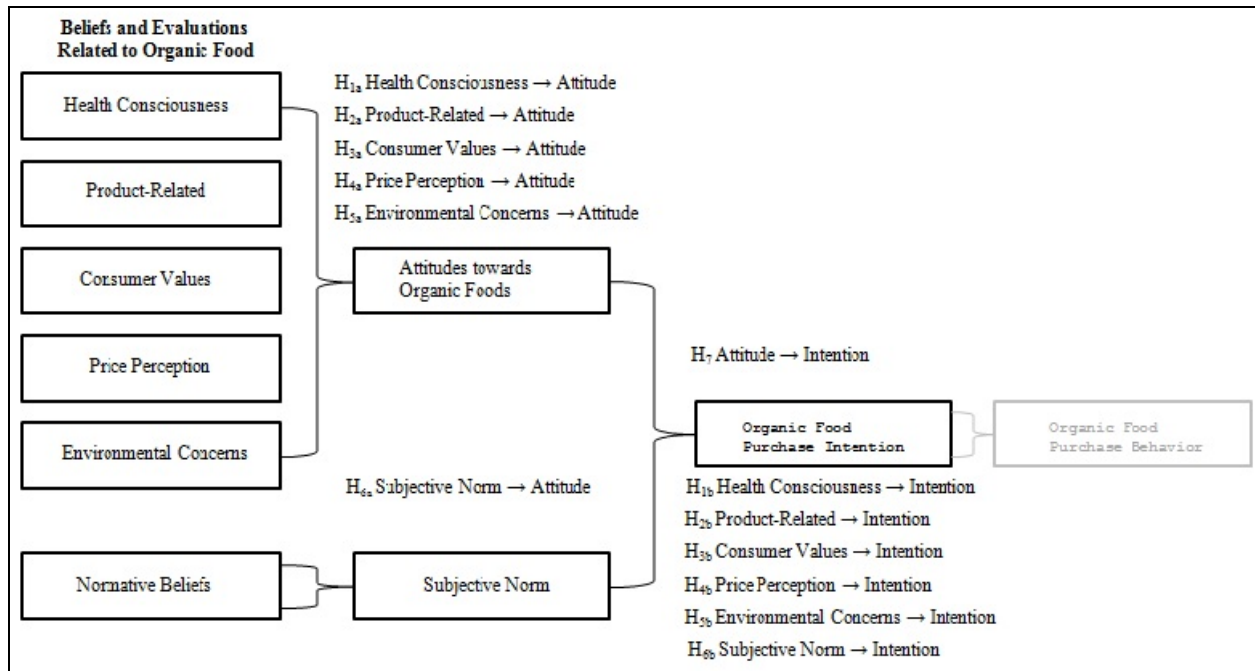 Beliefs and Evaluations
Related to Organic Food
Health Consciousness
Product-Related
Consumer Values
Price Perception
Environmental Concerns
Normative Beliefs
H1a Health Consciousness → Attitude
H2a Product-Related → Attitude
H3a Consumer Values → Attitude
H4a Price Perception → Attitude
H5a Environmental Concerns → Attitude
Attitudes towards
Organic Foods
H6a Subjective Norm → Attitude
Subjective Norm
H7 Attitude → Intention
Organic Food
Purchase Intention
Organic Food
Purchase Behavior
H1b Health Consciousness → Intention
H2b Product-Related → Intention
H3b Consumer Values → Intention
H4b Price Perception → Intention
H5b Environmental Concerns → Intention
H6b Subjective Norm → Intention